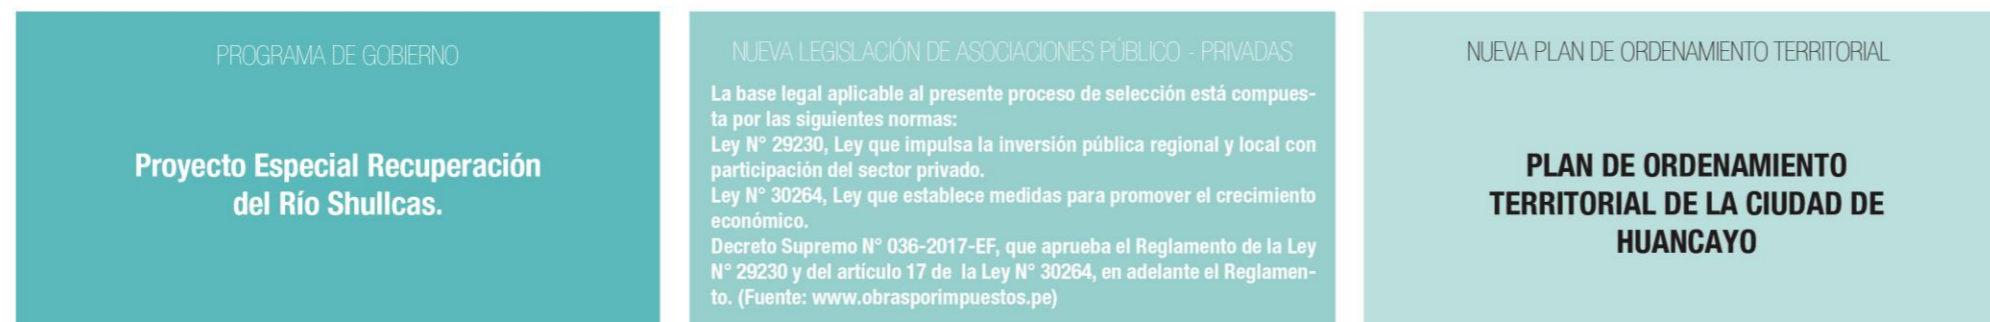 PROGRAMA DE GOBIERNO
Proyecto Especial Recuperación
del Río Shullcas.
NUEVA LEGISLACIÓN DE ASOCIACIONES PÚBLICO - PRIVADAS
La base legal aplicable al presente proceso de selección está compues-
ta por las siguientes normas:
Ley N° 29230, Ley que impulsa la inversión pública regional y local con
participación del sector privado.
Ley N° 30264, Ley que establece medidas para promover el crecimiento
económico.
Decreto Supremo N° 036-2017-EF, que aprueba el Reglamento de la Ley
N° 29230 y del artículo 17 de la Ley N° 30264, en adelante el Reglamen-
to. (Fuente: www.obrasporimpuestos.pe)
NUEVA PLAN DE ORDENAMIENTO TERRITORIAL
PLAN DE ORDENAMIENTO
TERRITORIAL DE LA CIUDAD DE
HUANCAYO